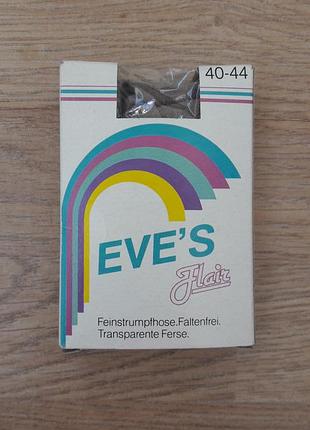 40-44
EVE'S
Flair
Feinstrumpfhose.Faltenfrei.
Transparente Ferse.